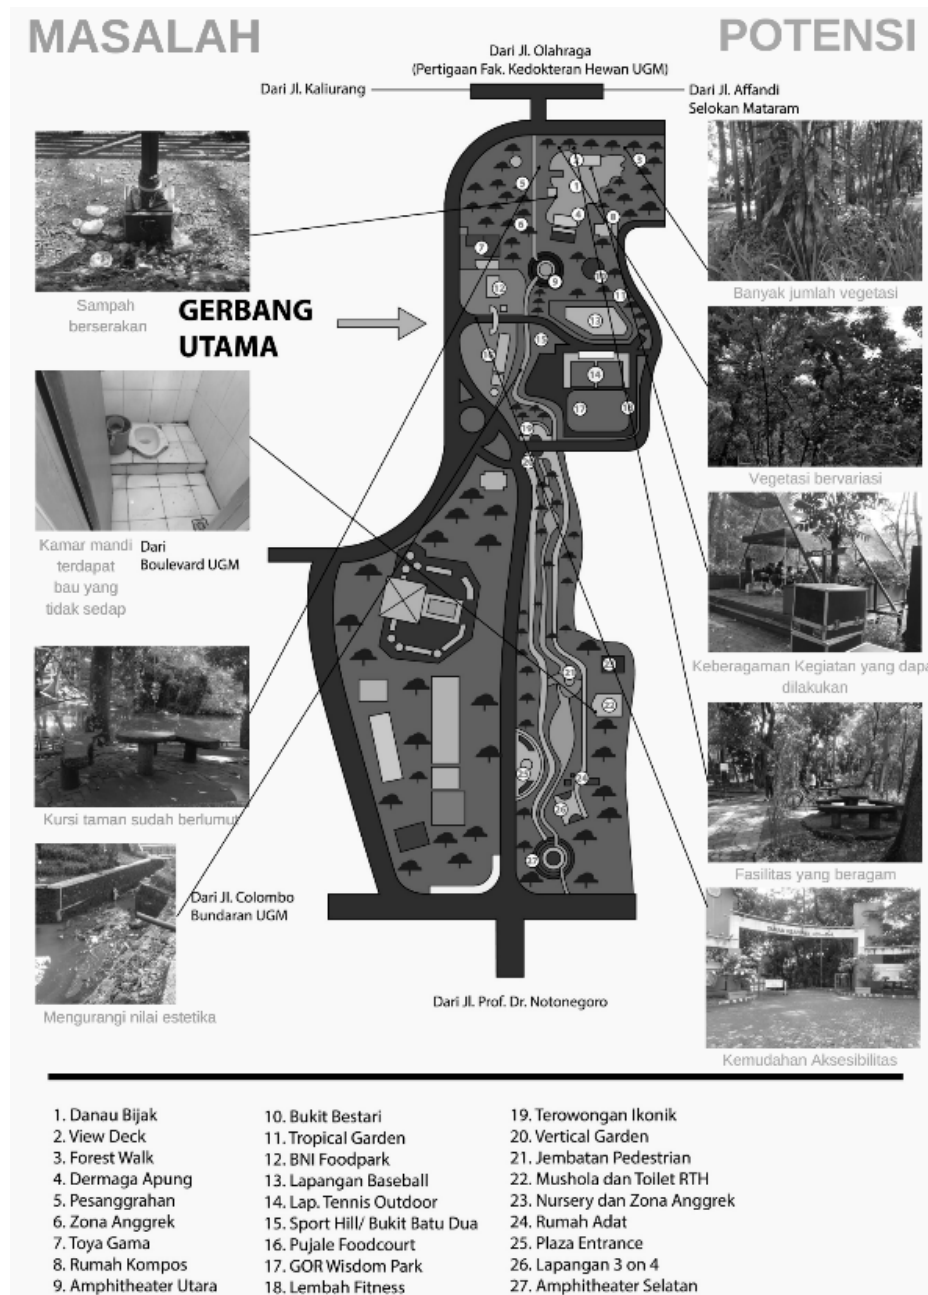 MASALAH
POTENSI
Dari Jl. Olahraga
(Pertigaan Fak. Kedokteran Hewan UGM)
Dari Jl. Kaliurang
Dari Jl. Affandi
Selokan Mataram
Sampah
berserakan
GERBANG
UTAMA
Banyak jumlah vegetasi
Vegetasi bervariasi
Kamar mandi
terdapat
bau yang
tidak sedap
Dari
Boulevard UGM
Keberagaman Kegiatan yang dapa
dilakukan
Kursi taman sudah berlumut
Fasilitas yang beragam
Dari Jl. Colombo
Bundaran UGM
Mengurangi nilai estetika
Dari Jl. Prof. Dr. Notonegoro
Kemudahan Aksesibilitas
1. Danau Bijak
2. View Deck
3. Forest Walk
4. Dermaga Apung
5. Pesanggrahan
6. Zona Anggrek
7. Toya Gama
8. Rumah Kompos
9. Amphitheater Utara
10. Bukit Bestari
11. Tropical Garden
12. BNI Foodpark
13. Lapangan Baseball
14. Lap. Tennis Outdoor
15. Sport Hill/ Bukit Batu Dua
16. Pujale Foodcourt
17. GOR Wisdom Park
18. Lembah Fitness
19. Terowongan Ikonik
20. Vertical Garden
21. Jembatan Pedestrian
22. Mushola dan Toilet RTH
23. Nursery dan Zona Anggrek
24. Rumah Adat
25. Plaza Entrance
26. Lapangan 3 on 4
27. Amphitheater Selatan